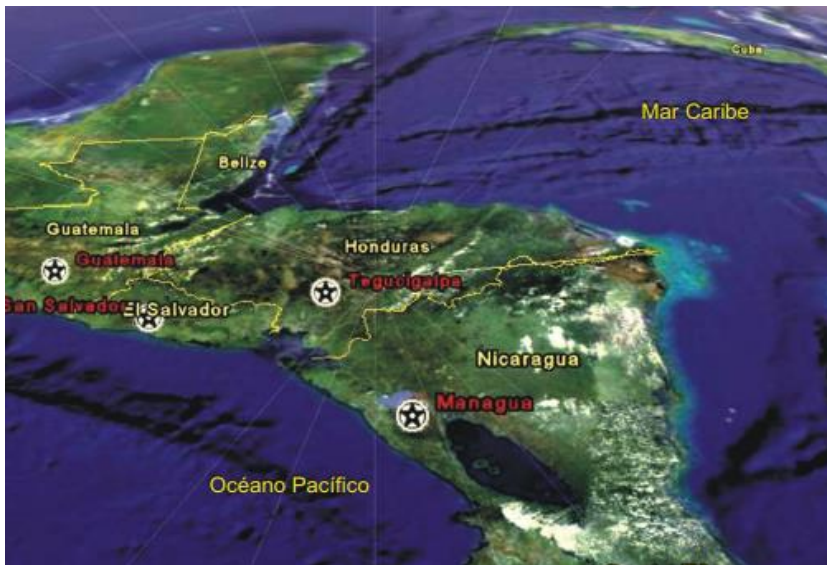 Cuba
Mar Caribe
Belize
Guatemala
Honduras
Guatemala
Tegucigalpa
San Salvador
El Salvador
Nicaragua
Managua
Océano Pacífico